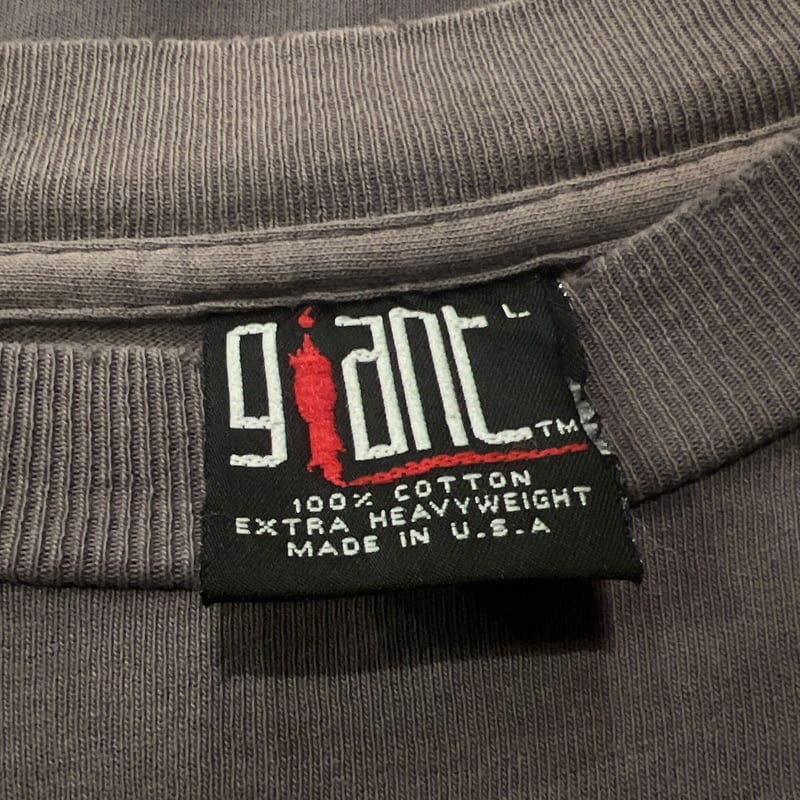 giant L
TM
100% COTTON
EXTRA HEAVYWEIGHT
MADE IN U.S.A